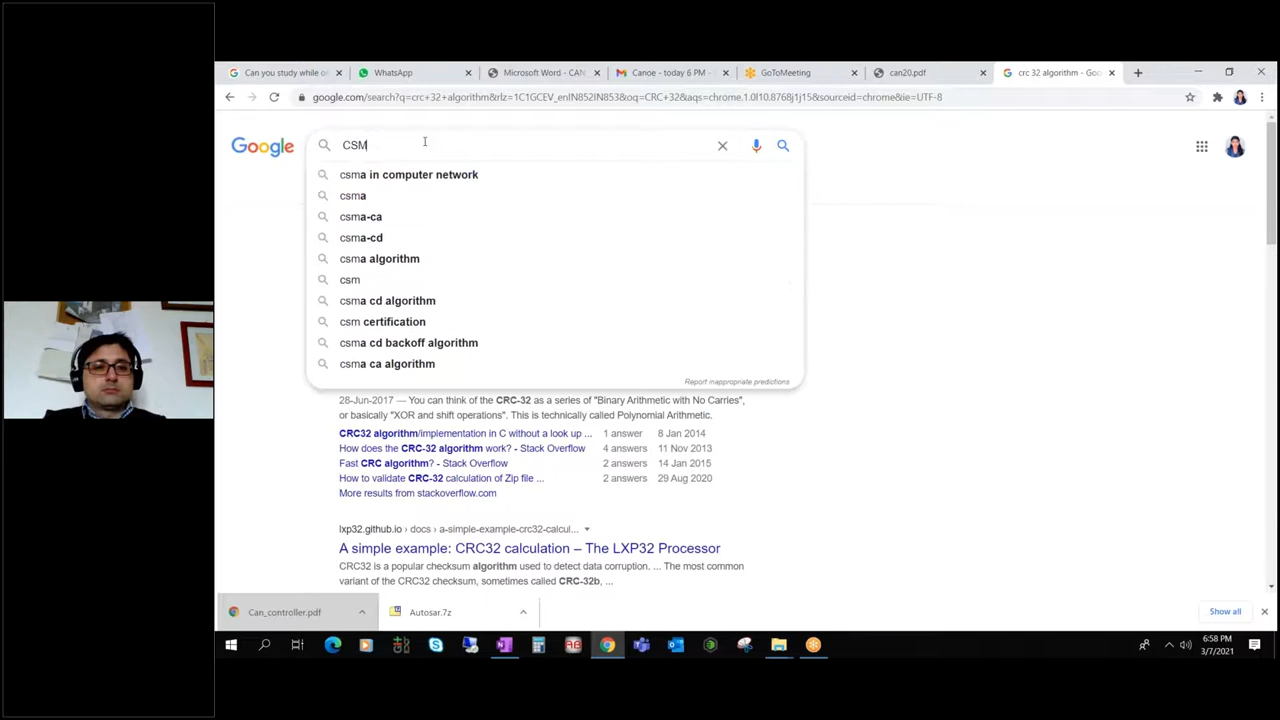 Can you study while o
WhatsApp
Microsoft Word - CAN
Canoe - today 6 PM -
GoToMeeting
can20.pdf
crc 32 algorithm - Goo
google.com/search?q=crc+32+algorithm&rlz=1C1GCEV_enIN852IN853&oq=CRC+32&aqs=chrome.1.0l10.8768j1j15&sourceid=chrome&ie=UTF-8
Google
CSM
csma in computer network
csma
csma-ca
csma-cd
csma algorithm
csm
csma cd algorithm
csm certification
csma cd backoff algorithm
csma ca algorithm
Report inappropriate predictions
28-Jun-2017 — You can think of the CRC-32 as a series of "Binary Arithmetic with No Carries",
or basically "XOR and shift operations". This is technically called Polynomial Arithmetic.
CRC32 algorithm/implementation in C without a look up ... 1 answer 8 Jan 2014
How does the CRC-32 algorithm work? - Stack Overflow 4 answers 11 Nov 2013
Fast CRC algorithm? - Stack Overflow 2 answers 14 Jan 2015
How to validate CRC-32 calculation of Zip file ... 2 answers 29 Aug 2020
More results from stackoverflow.com
lxp32.github.io › docs › a-simple-example-crc32-calcul...
A simple example: CRC32 calculation – The LXP32 Processor
CRC32 is a popular checksum algorithm used to detect data corruption. ... The most common
variant of the CRC32 checksum, sometimes called CRC-32b, ...
Can_controller.pdf
Autosar.7z
Show all
6:58 PM
3/7/2021